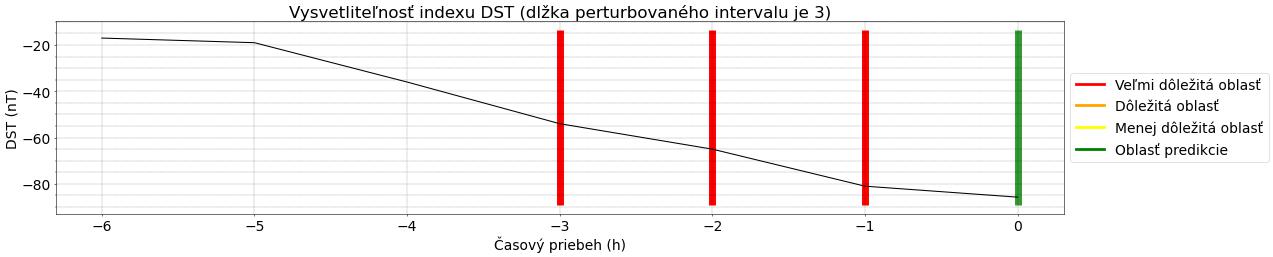 Vysvetliteľnosť indexu DST (dĺžka perturbovaného intervalu je 3)
DST (nT)
−20
−40
−60
−80
−6
−5
−4
−3
−2
−1
0
Časový priebeh (h)
Veľmi dôležitá oblasť
Dôležitá oblasť
Menej dôležitá oblasť
Oblasť predikcie